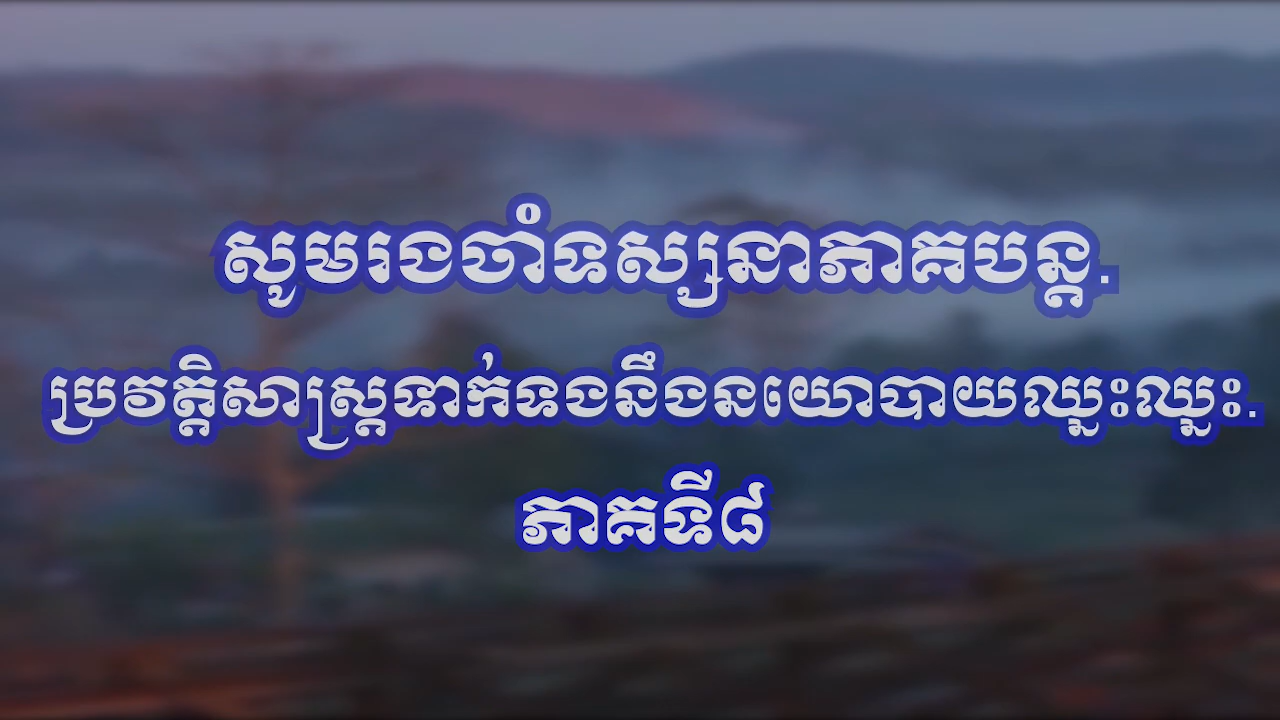 សូមរងចាំទស្សនាភាគបន្ត.
ប្រវត្តិសាស្ត្រទាក់ទងនឹងនយោបាយឈ្នះឈ្នះ.
ភាគទី៨